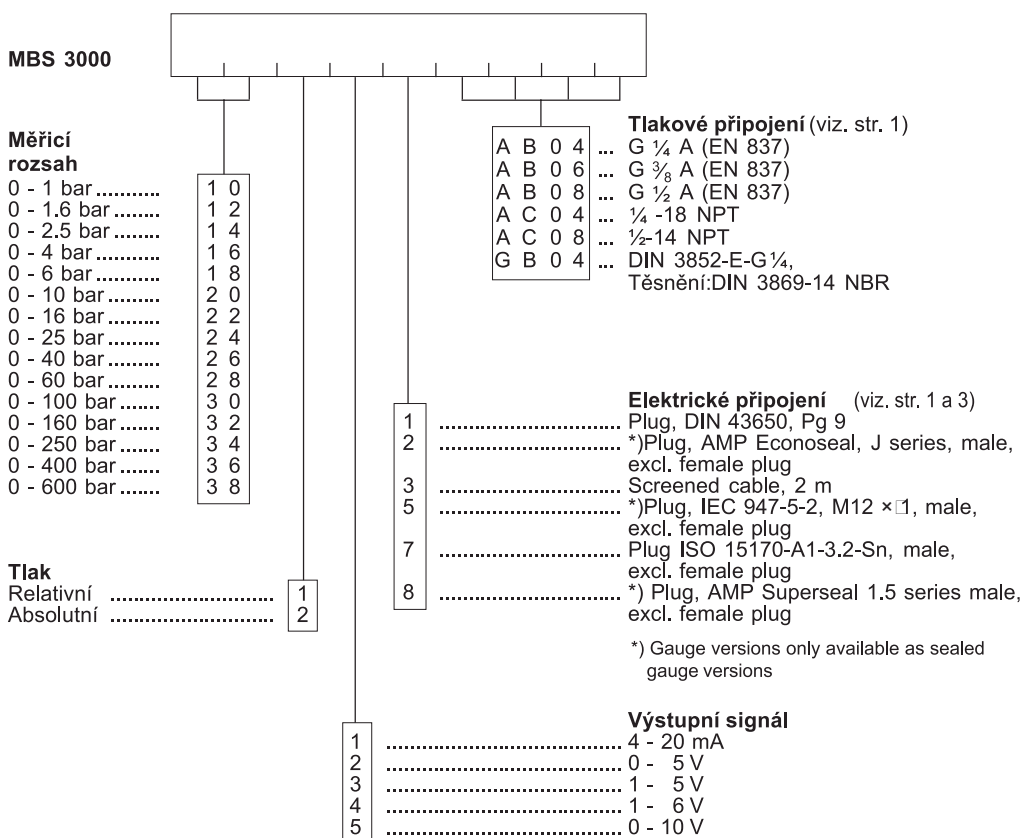 MBS 3000
Měřicí
rozsah
0 - 1 bar .......... 1 0
0 - 1.6 bar ....... 1 2
0 - 2.5 bar ....... 1 4
0 - 4 bar .......... 1 6
0 - 6 bar .......... 1 8
0 - 10 bar ........ 2 0
0 - 16 bar ........ 2 2
0 - 25 bar ........ 2 4
0 - 40 bar ........ 2 6
0 - 60 bar ........ 2 8
0 - 100 bar ...... 3 0
0 - 160 bar ...... 3 2
0 - 250 bar ...... 3 4
0 - 400 bar ...... 3 6
0 - 600 bar ...... 3 8
Tlak
Relativní ............................ 1
Absolutní ............................ 2
Tlakové připojení (viz. str. 1)
A B 0 4 ... G ¼ A (EN 837)
A B 0 6 ... G ⅜ A (EN 837)
A B 0 8 ... G ½ A (EN 837)
A C 0 4 ... ¼ -18 NPT
A C 0 8 ... ½-14 NPT
G B 0 4 ... DIN 3852-E-G¼,
Těsnění:DIN 3869-14 NBR
Elektrické připojení (viz. str. 1 a 3)
1 ............................... Plug, DIN 43650, Pg 9
2 ............................... *)Plug, AMP Econoseal, J series, male,
excl. female plug
3 ............................... Screened cable, 2 m
5 ............................... *)Plug, IEC 947-5-2, M12 ×□1, male,
excl. female plug
7 ............................... Plug ISO 15170-A1-3.2-Sn, male,
excl. female plug
8 ............................... *) Plug, AMP Superseal 1.5 series male,
excl. female plug
*) Gauge versions only available as sealed
gauge versions
Výstupní signál
1 ........................................ 4 - 20 mA
2 ........................................ 0 - 5 V
3 ........................................ 1 - 5 V
4 ........................................ 1 - 6 V
5 ........................................ 0 - 10 V